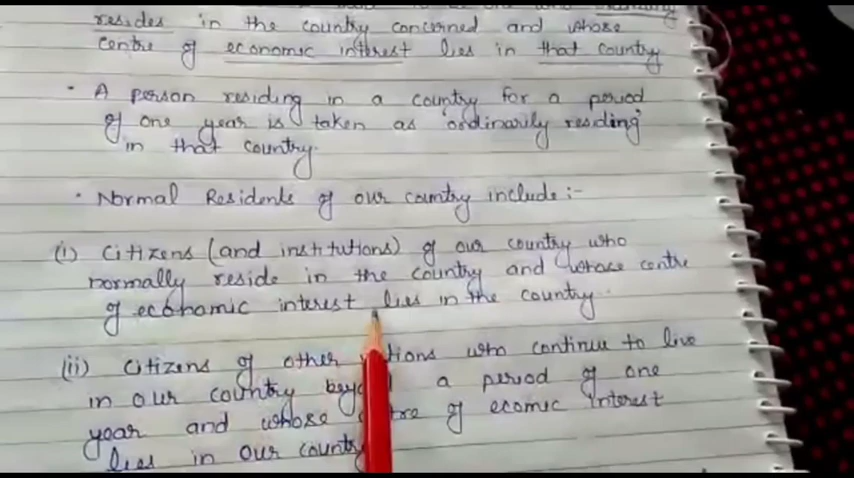 resides in the country concerned and whose
centre of economic interest lies in that country
• A person residing in a country for a period
of one year is taken as 'ordinarily residing'
in that country.
• Normal Residents of our country include :-
(i) Citizens (and institutions) of our country who
normally reside in the country and whose centre
of economic interest lies in the country.
(ii) Citizens of other who continue to live
in our country a period of one
year and whose of ecomic interest
lies in our country